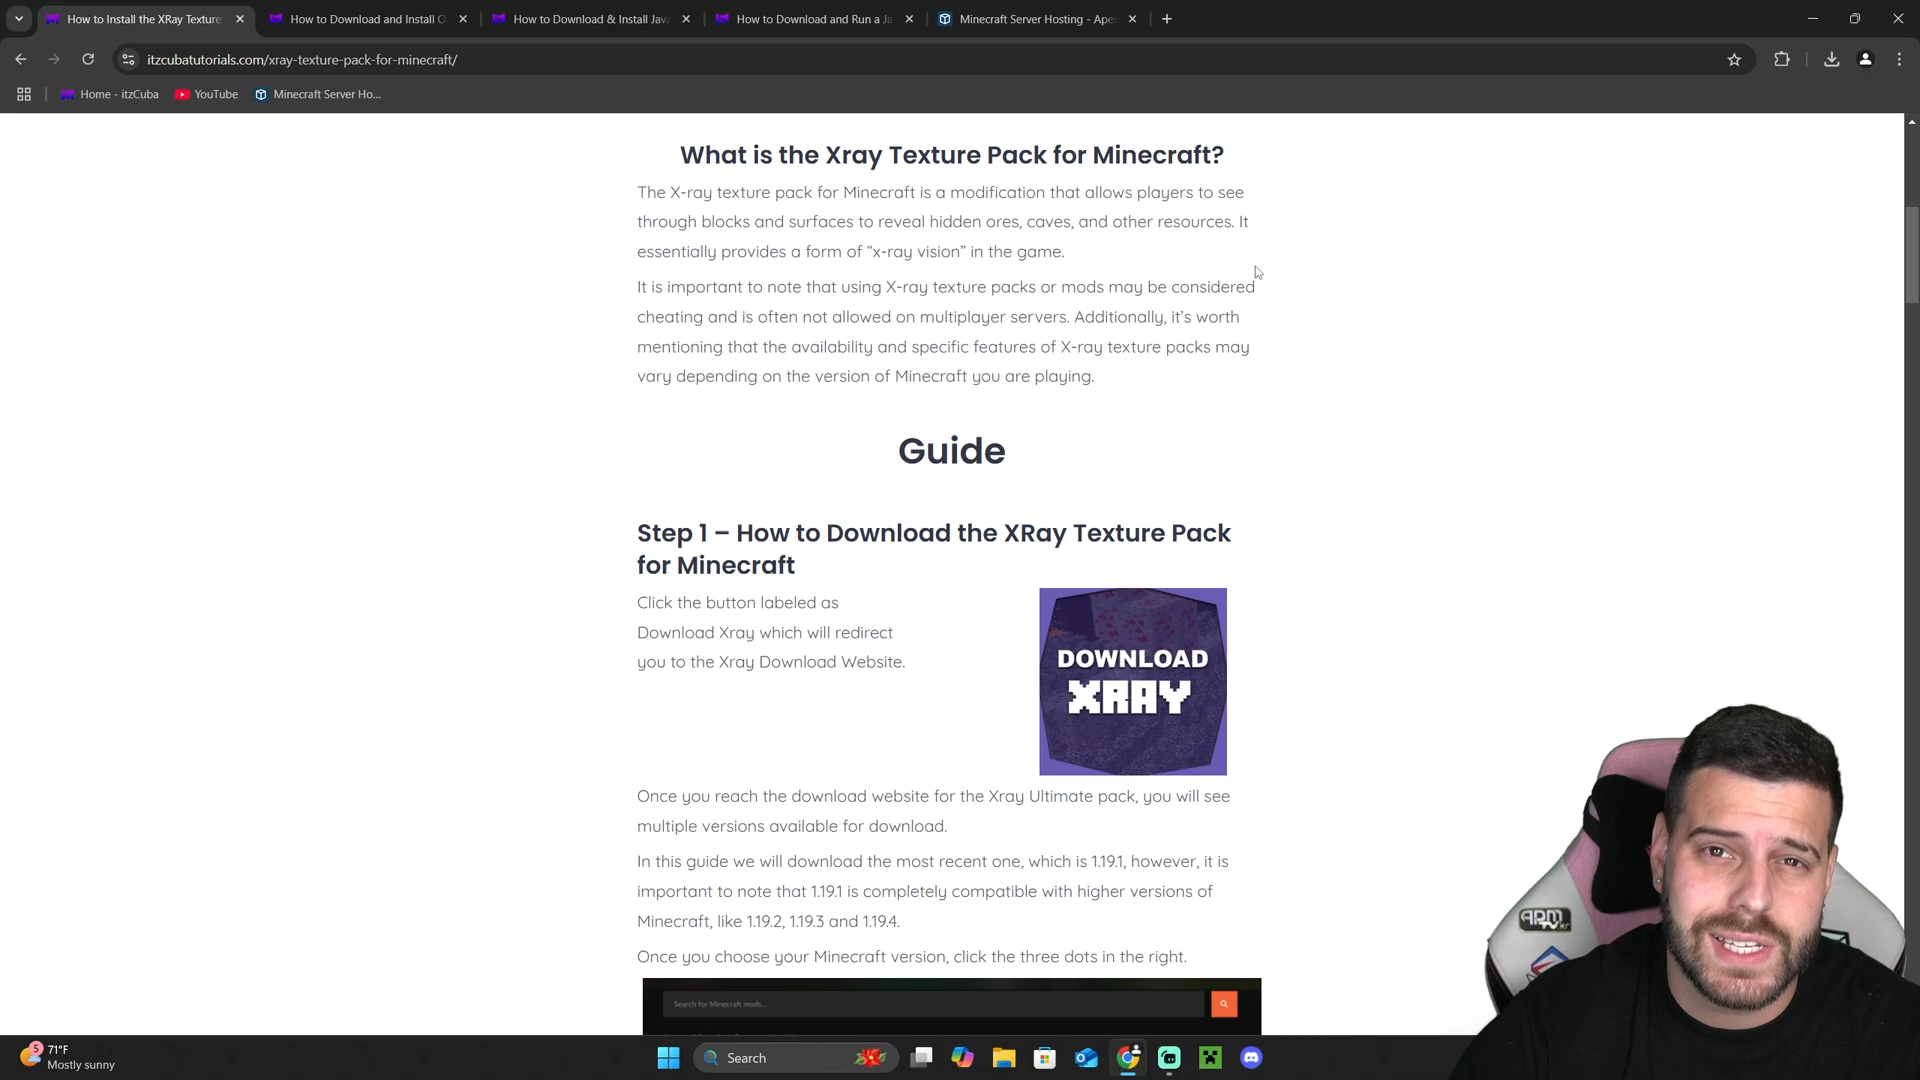 How to Install the XRay Texture
How to Download and Install O
How to Download & Install Java
How to Download and Run a Ja
Minecraft Server Hosting - Ape
itzcubatutorials.com/xray-texture-pack-for-minecraft/
Home - itzCuba
YouTube
Minecraft Server Ho...
What is the Xray Texture Pack for Minecraft?
The X-ray texture pack for Minecraft is a modification that allows players to see
through blocks and surfaces to reveal hidden ores, caves, and other resources. It
essentially provides a form of “x-ray vision” in the game.
It is important to note that using X-ray texture packs or mods may be considered
cheating and is often not allowed on multiplayer servers. Additionally, it’s worth
mentioning that the availability and specific features of X-ray texture packs may
vary depending on the version of Minecraft you are playing.
Guide
Step 1 – How to Download the XRay Texture Pack
for Minecraft
Click the button labeled as
Download Xray which will redirect
you to the Xray Download Website.
DOWNLOAD
XRAY
Once you reach the download website for the Xray Ultimate pack, you will see
multiple versions available for download.
In this guide we will download the most recent one, which is 1.19.1, however, it is
important to note that 1.19.1 is completely compatible with higher versions of
Minecraft, like 1.19.2, 1.19.3 and 1.19.4.
Once you choose your Minecraft version, click the three dots in the right.
Search for Minecraft mods...
5
71°F
Mostly sunny
Search